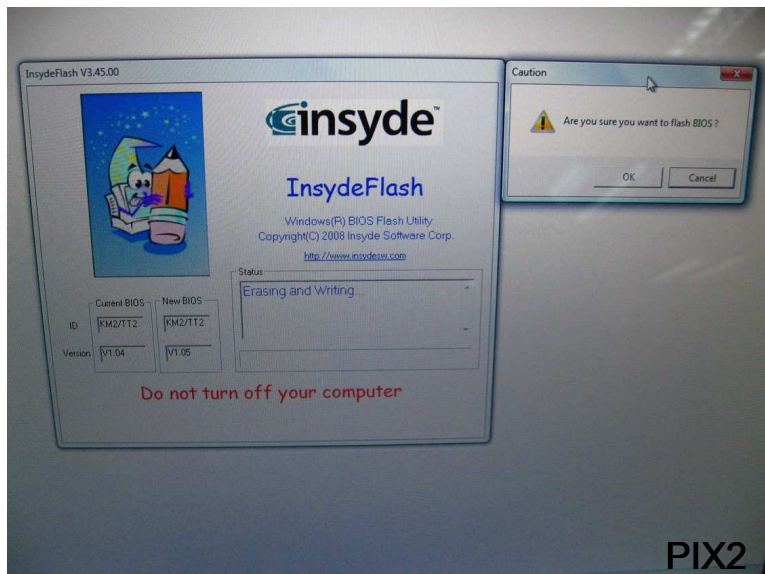 InsydeFlash V3.45.00
insyde™
InsydeFlash
Windows(R) BIOS Flash Utility
Copyright(C) 2008 Insyde Software Corp.
http://www.insydesw.com
Status
Erasing and Writing...
Current BIOS
New BIOS
ID
KM2/TT2
KM2/TT2
Version
V1.04
V1.05
Do not turn off your computer
Caution
X
Are you sure you want to flash BIOS ?
OK
Cancel
PIX2